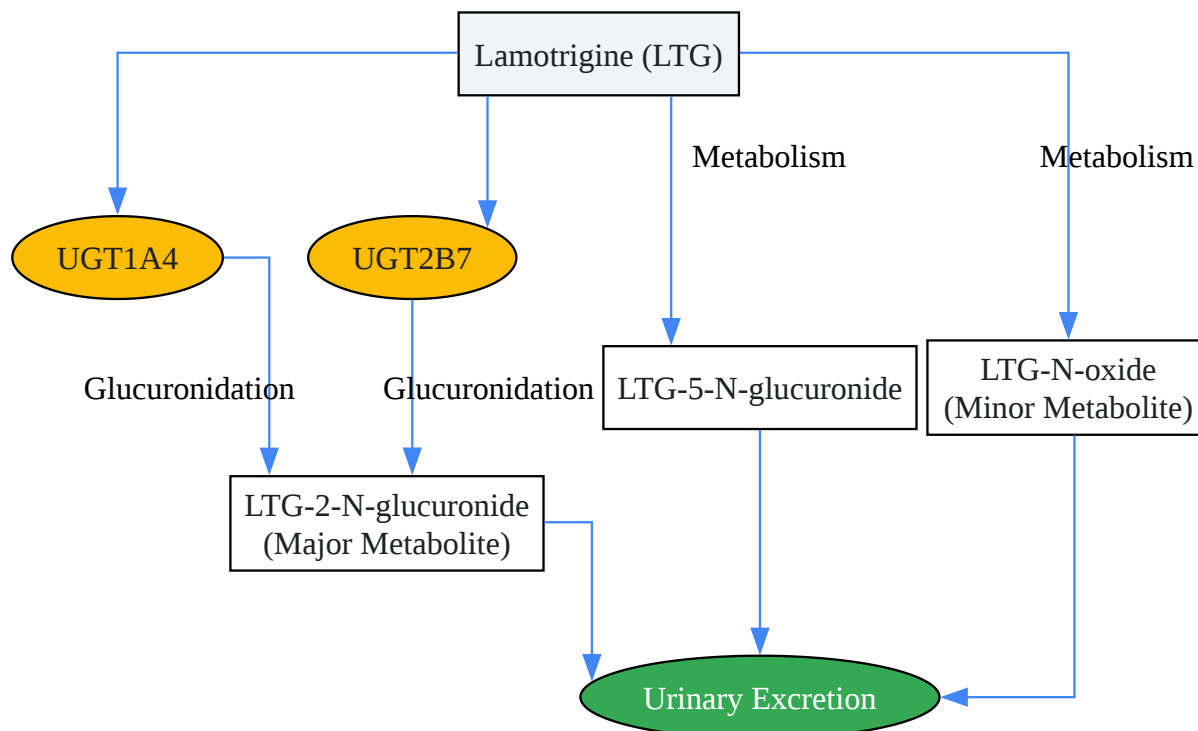 Lamotrigine (LTG)
Metabolism
Metabolism
UGT1A4
UGT2B7
Glucuronidation
Glucuronidation
LTG-5-N-glucuronide
LTG-N-oxide
(Minor Metabolite)
LTG-2-N-glucuronide
(Major Metabolite)
Urinary Excretion